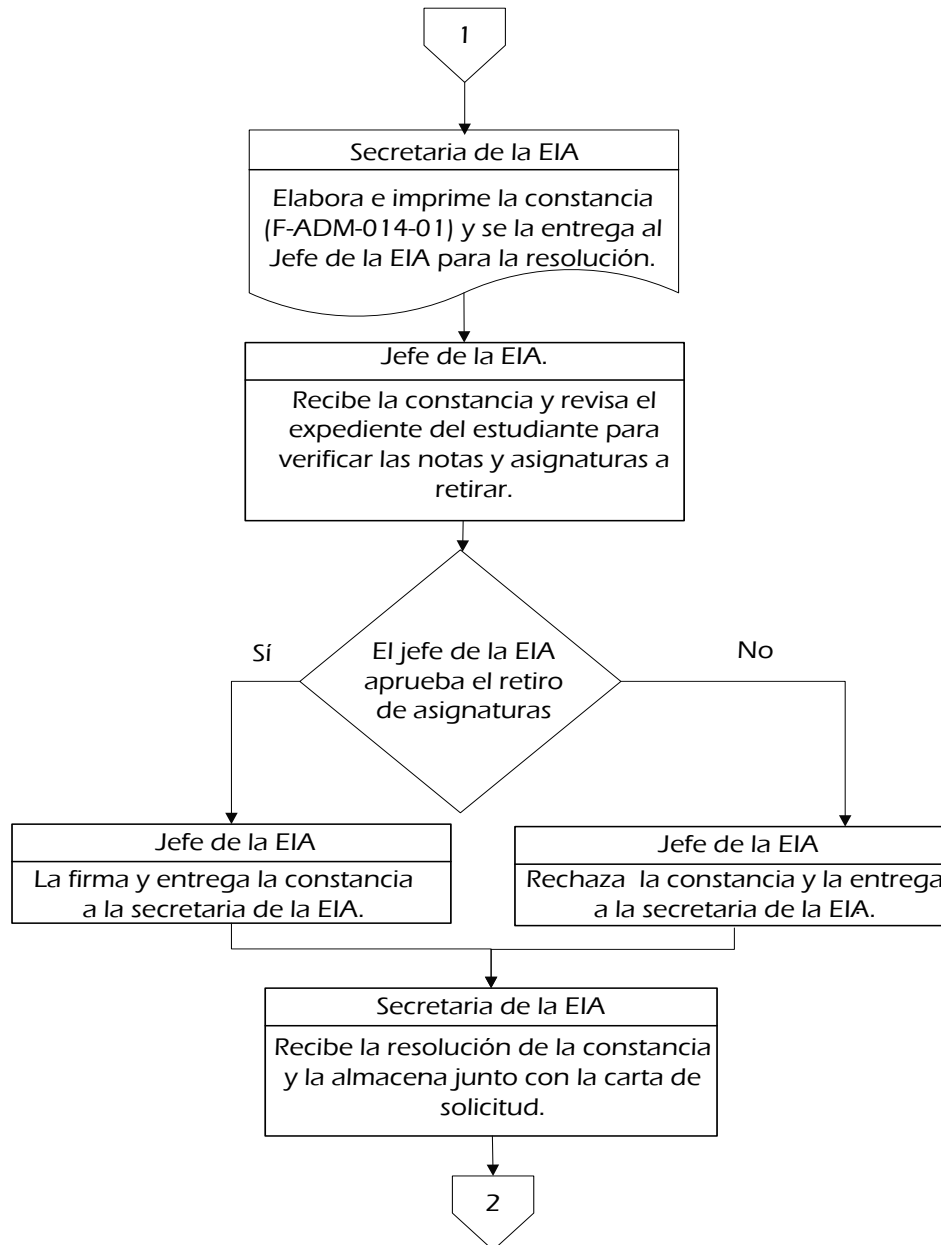 1
Secretaria de la EIA
Elabora e imprime la constancia
(F-ADM-014-01) y se la entrega al
Jefe de la EIA para la resolución.
Jefe de la EIA.
Recibe la constancia y revisa el
expediente del estudiante para
verificar las notas y asignaturas a
retirar.
El jefe de la EIA
aprueba el retiro
de asignaturas
Sí
No
Jefe de la EIA
La firma y entrega la constancia
a la secretaria de la EIA.
Jefe de la EIA
Rechaza la constancia y la entrega
a la secretaria de la EIA.
Secretaria de la EIA
Recibe la resolución de la constancia
y la almacena junto con la carta de
solicitud.
2